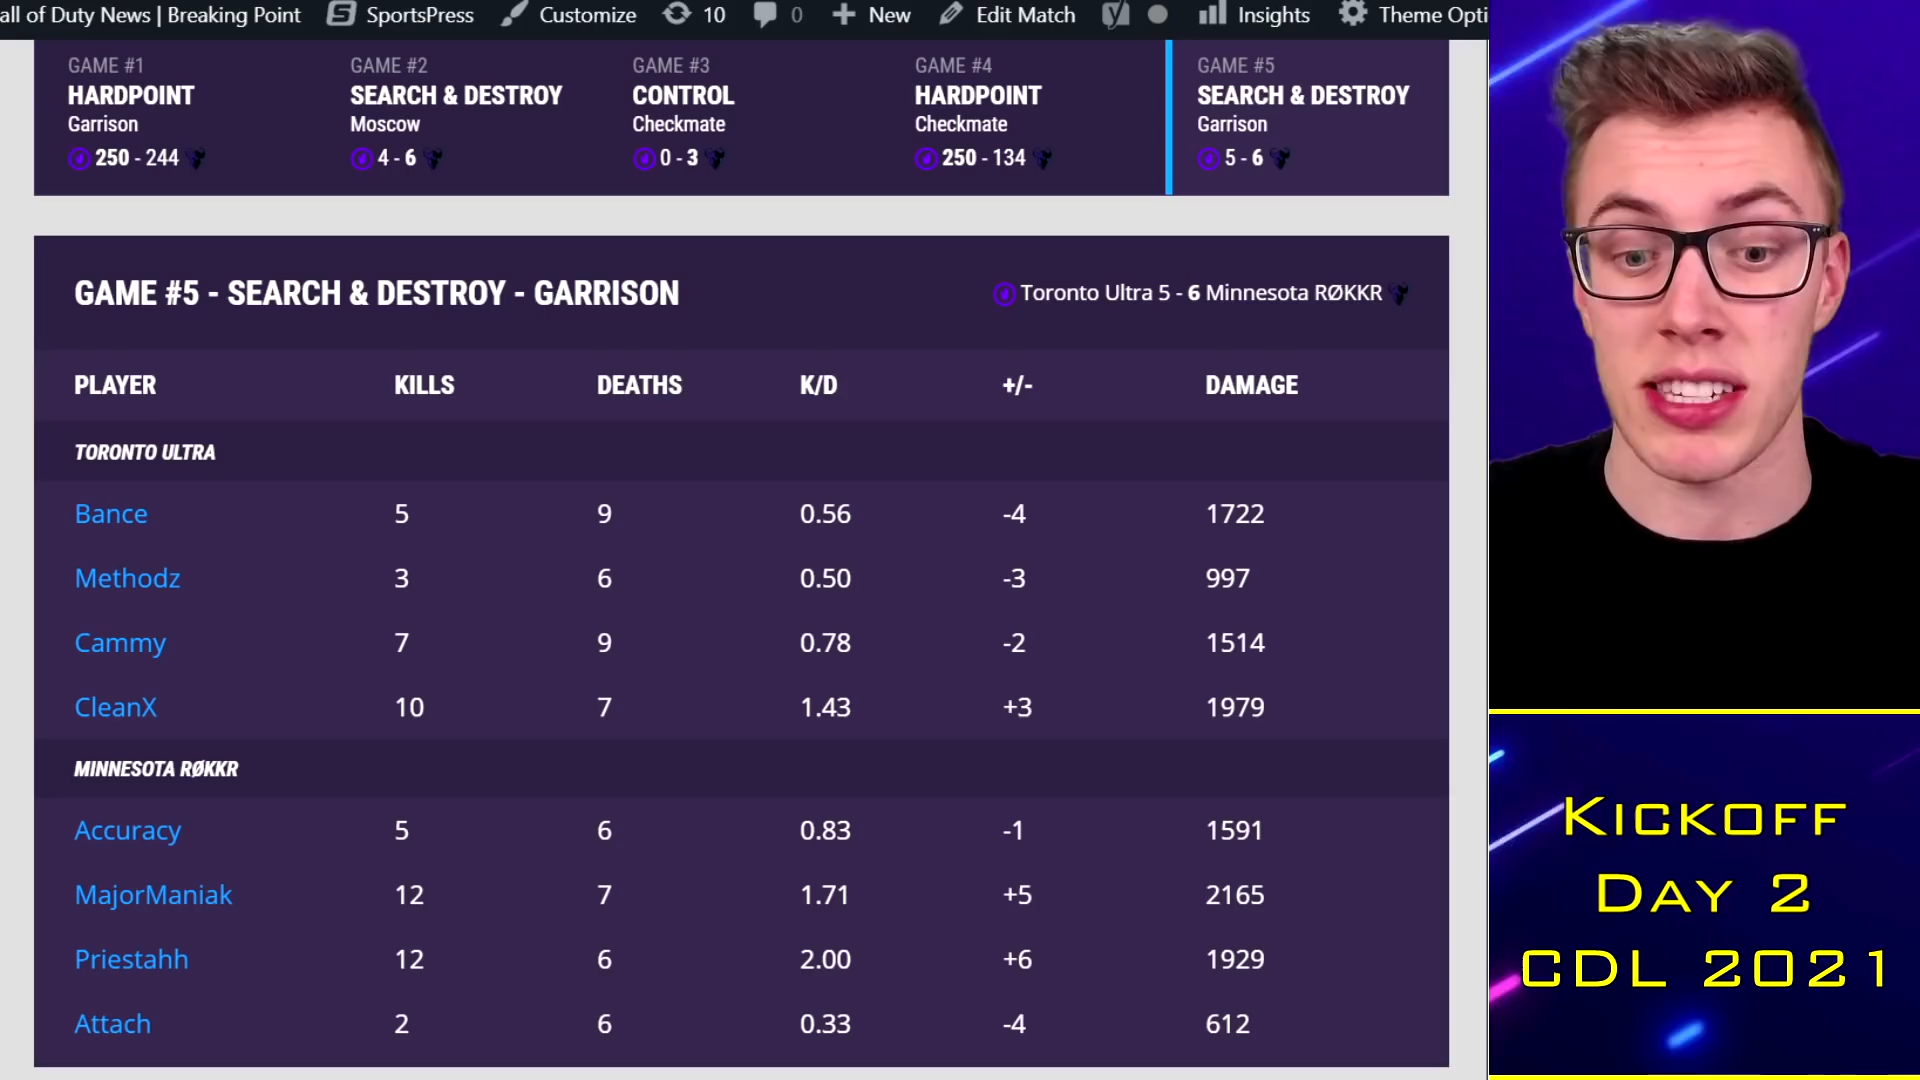 all of Duty News | Breaking Point SportsPress Customize 10 0 New Edit Match Insights Theme Opti
GAME #1 GAME #2 GAME #3 GAME #4 GAME #5
HARDPOINT SEARCH & DESTROY CONTROL HARDPOINT SEARCH & DESTROY
Garrison Moscow Checkmate Checkmate Garrison
250 - 244 4 - 6 0 - 3 250 - 134 5 - 6
GAME #5 - SEARCH & DESTROY - GARRISON Toronto Ultra 5 - 6 Minnesota RØKKR
PLAYER KILLS DEATHS K/D +/- DAMAGE
TORONTO ULTRA
Bance 5 9 0.56 -4 1722
Methodz 3 6 0.50 -3 997
Cammy 7 9 0.78 -2 1514
CleanX 10 7 1.43 +3 1979
MINNESOTA RØKKR
Accuracy 5 6 0.83 -1 1591
MajorManiak 12 7 1.71 +5 2165
Priestahh 12 6 2.00 +6 1929
Attach 2 6 0.33 -4 612
KICKOFF
DAY 2
CDL 2021